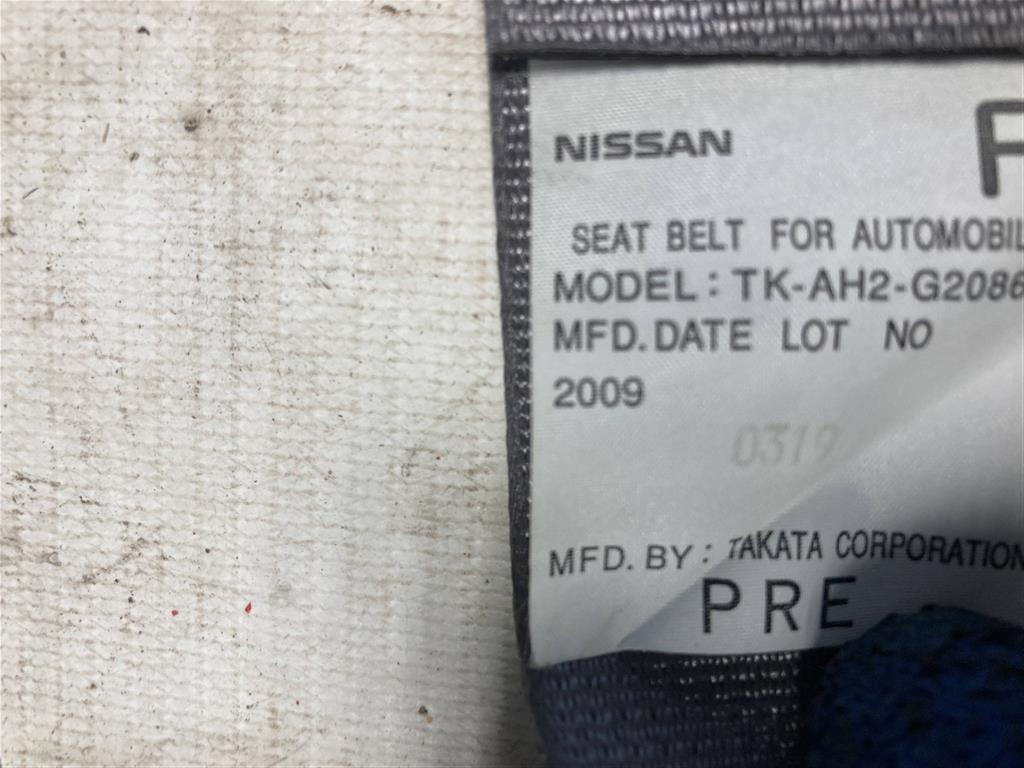 NISSAN
SEAT BELT FOR AUTOMOBIL
MODEL: TK-AH2-G2086
MFD. DATE LOT NO
2009
0319
MFD. BY: TAKATA CORPORATION
PRE